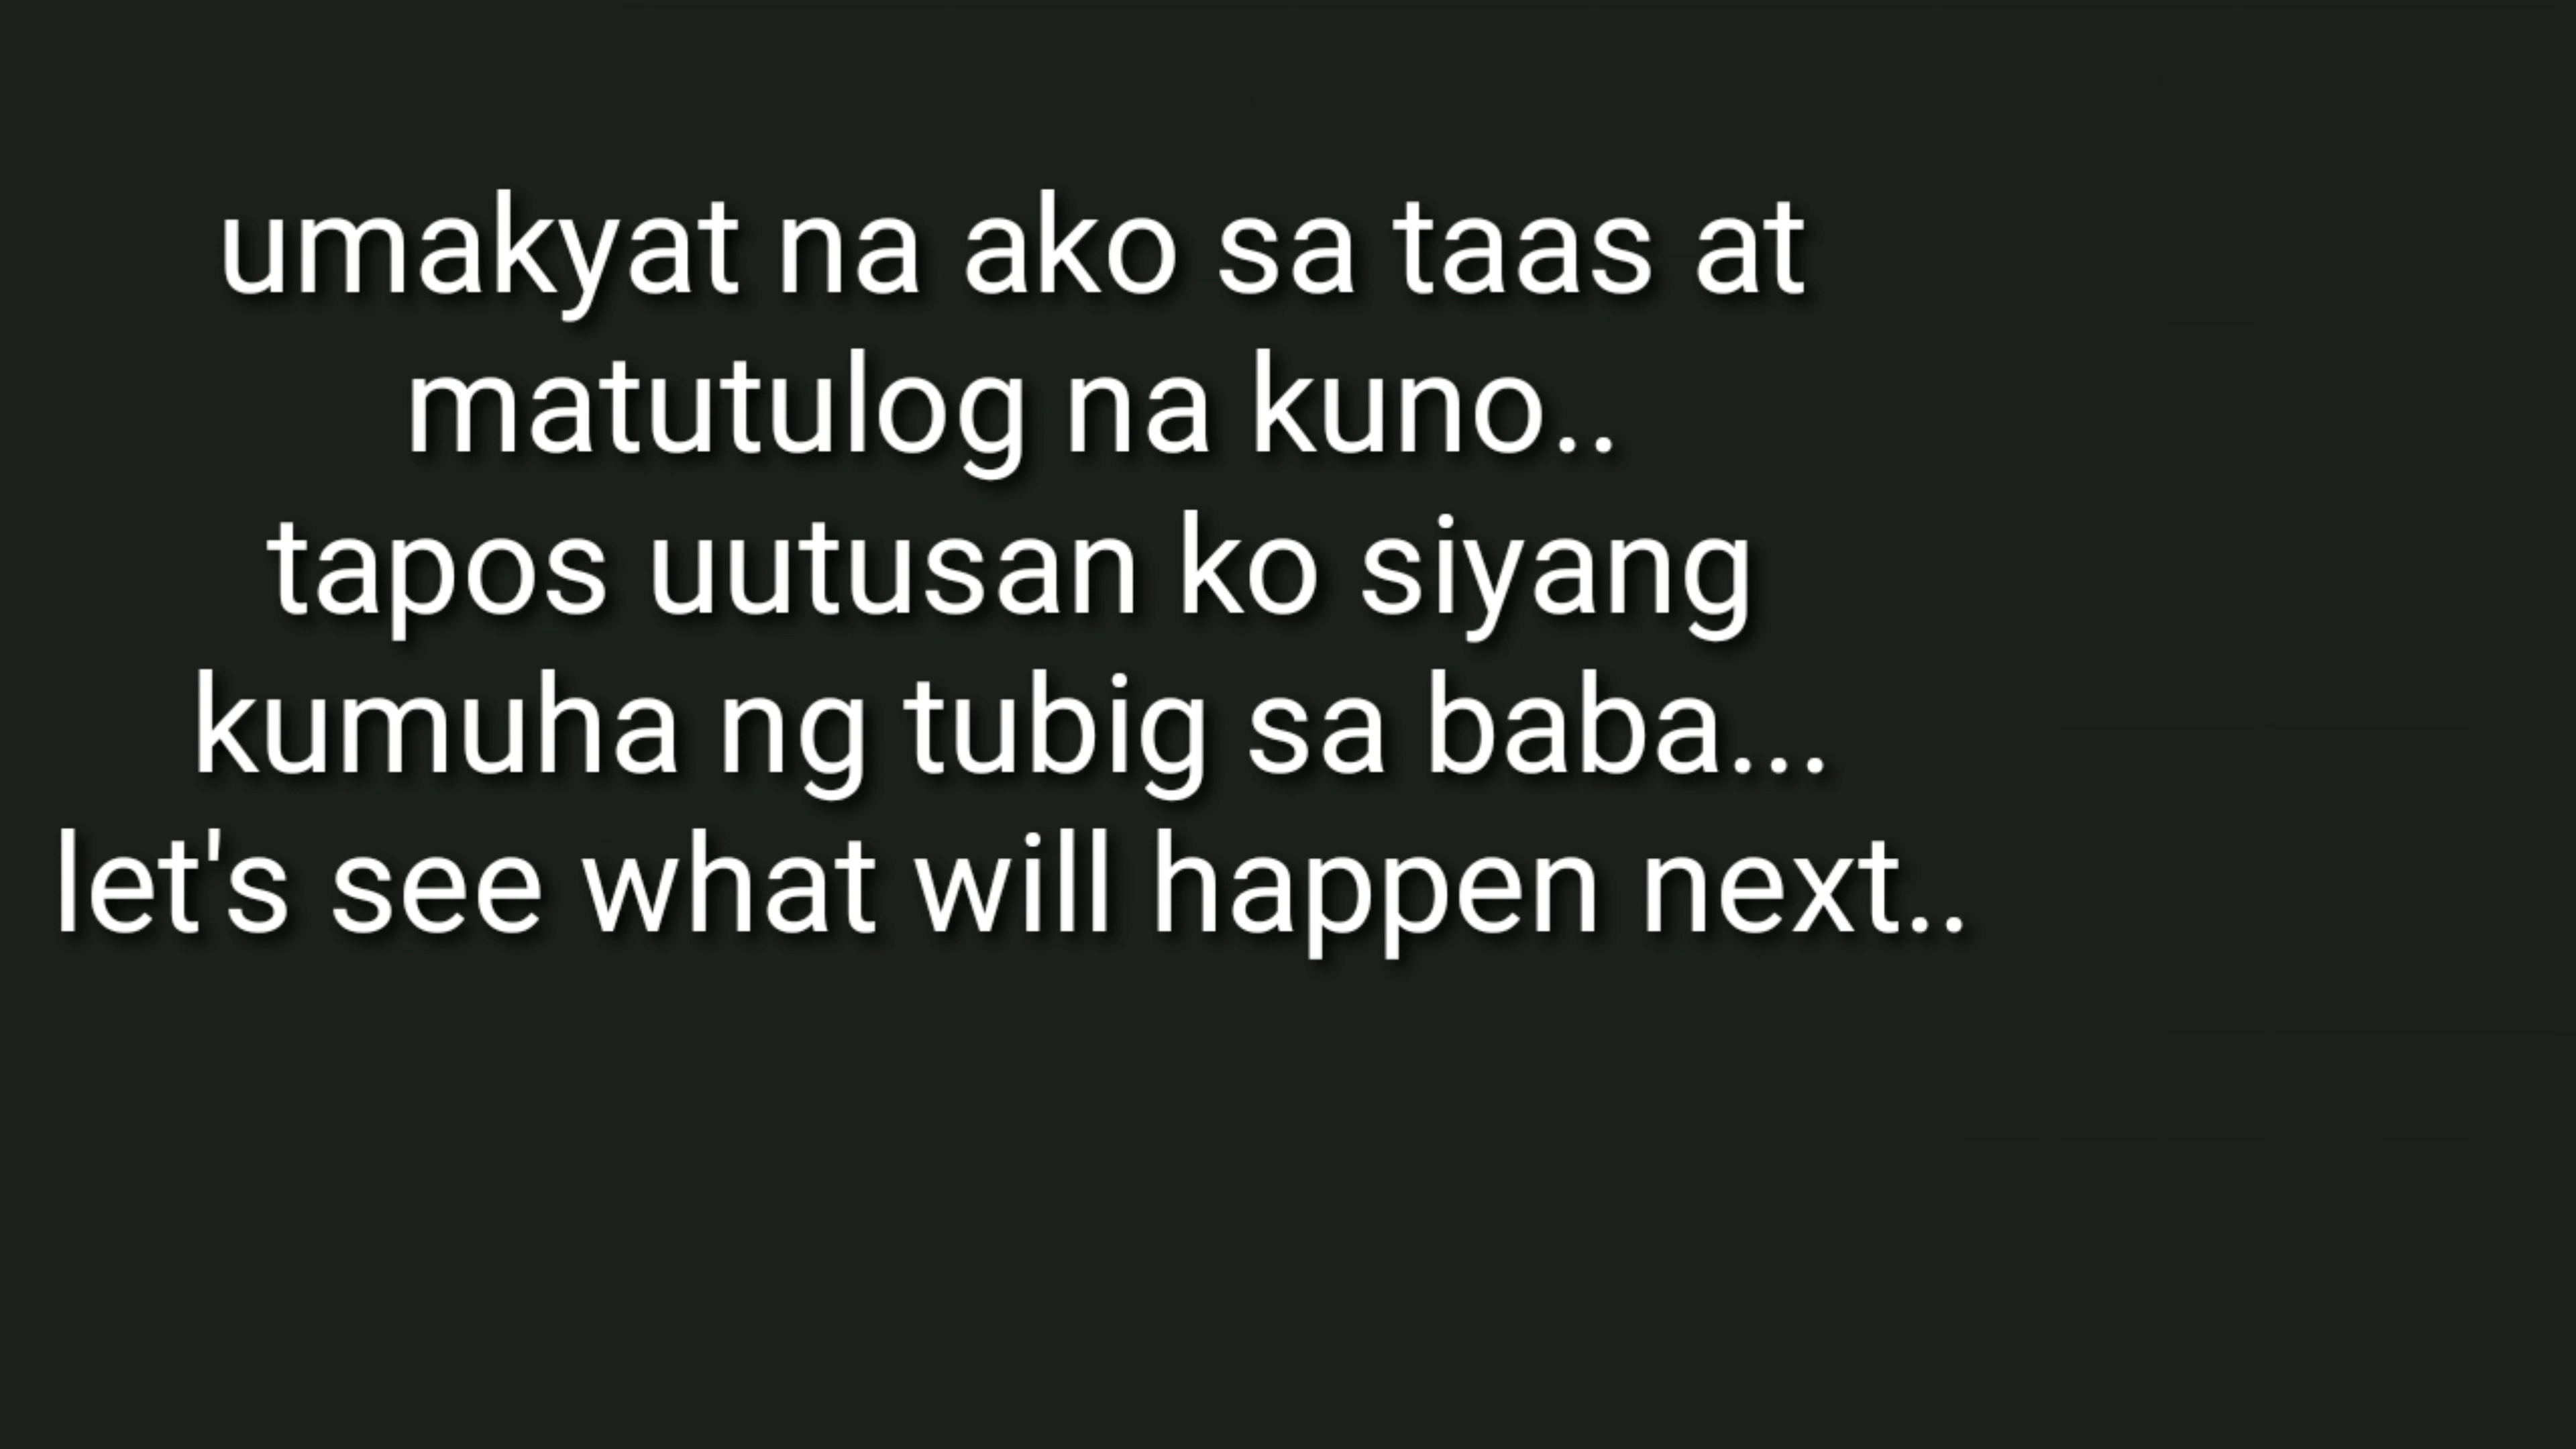 umakyat na ako sa taas at
matutulog na kuno..
tapos uutusan ko siyang
kumuha ng tubig sa baba...
let's see what will happen next..